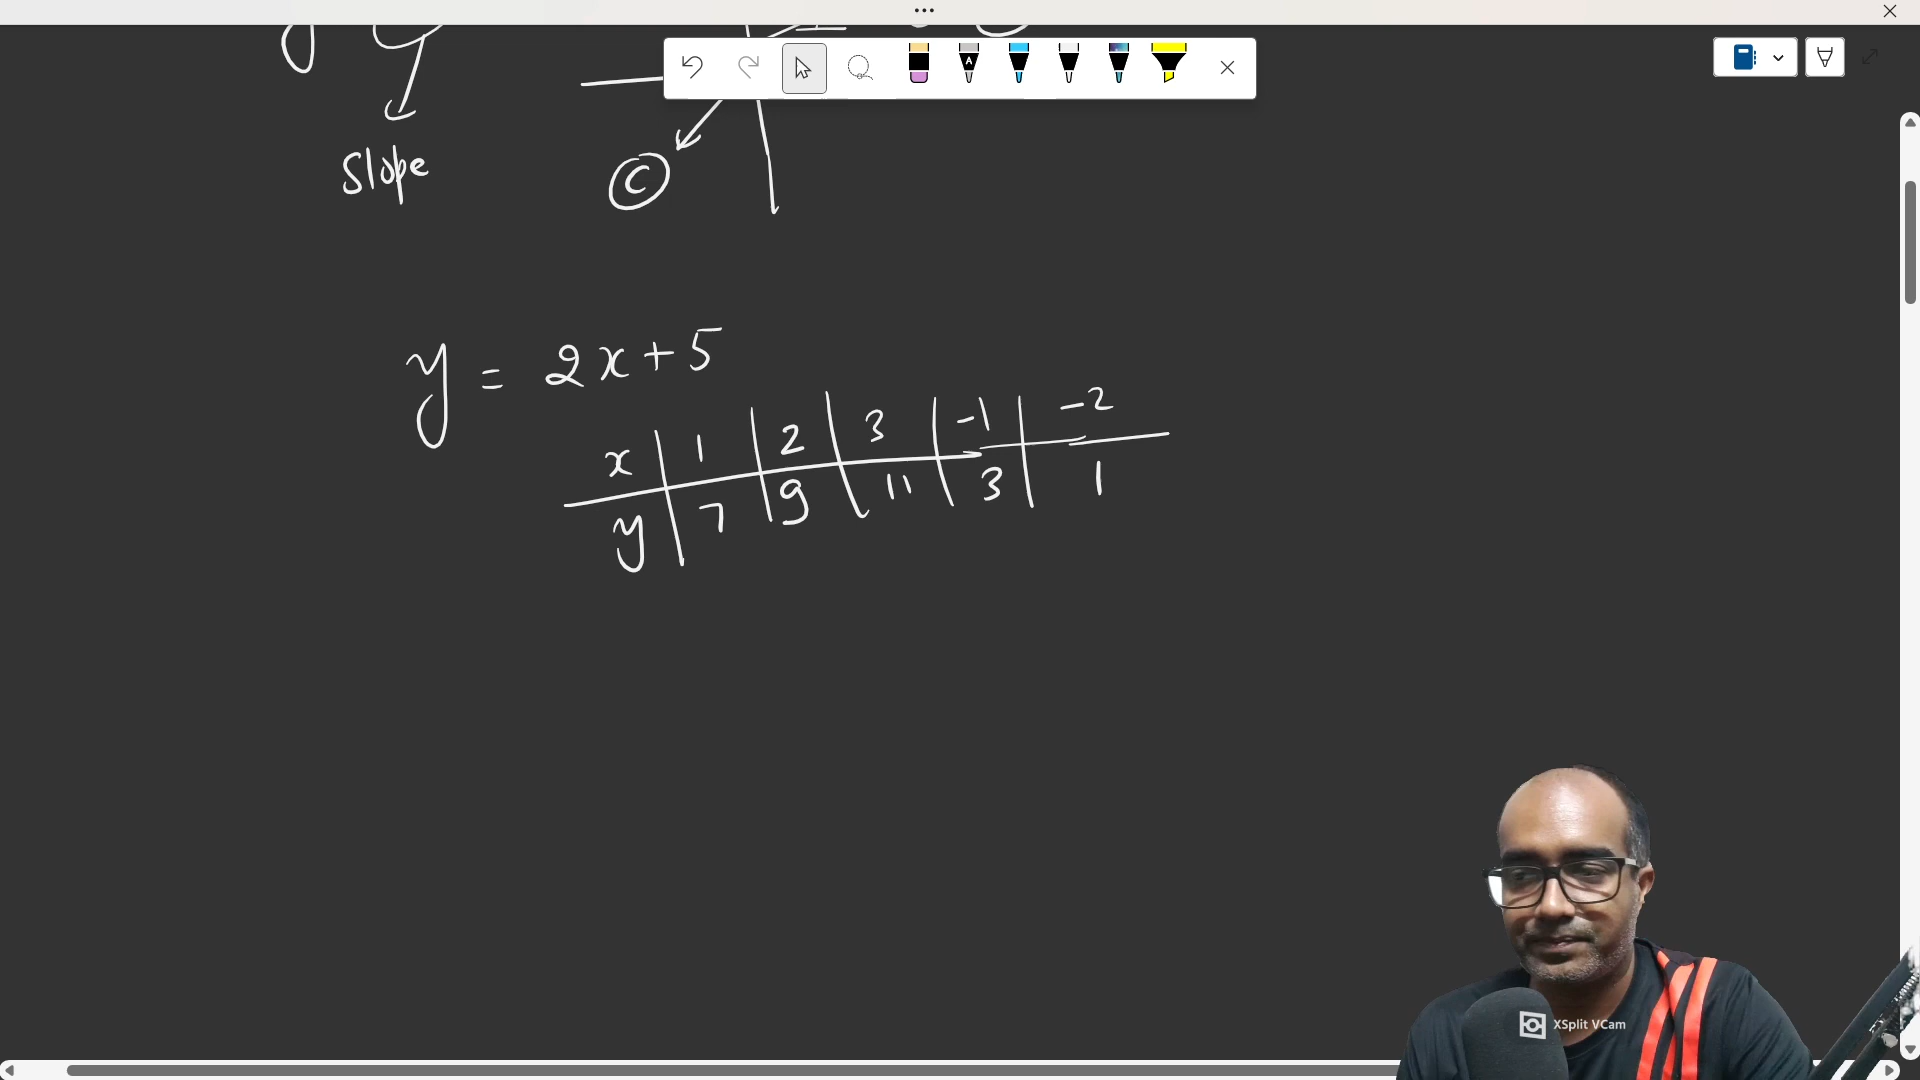 A
Slope
C
y = 2x+5
x | 1 | 2 | 3 | -1 | -2
y | 7 | 9 | 11 | 3 | 1
XSplit VCam